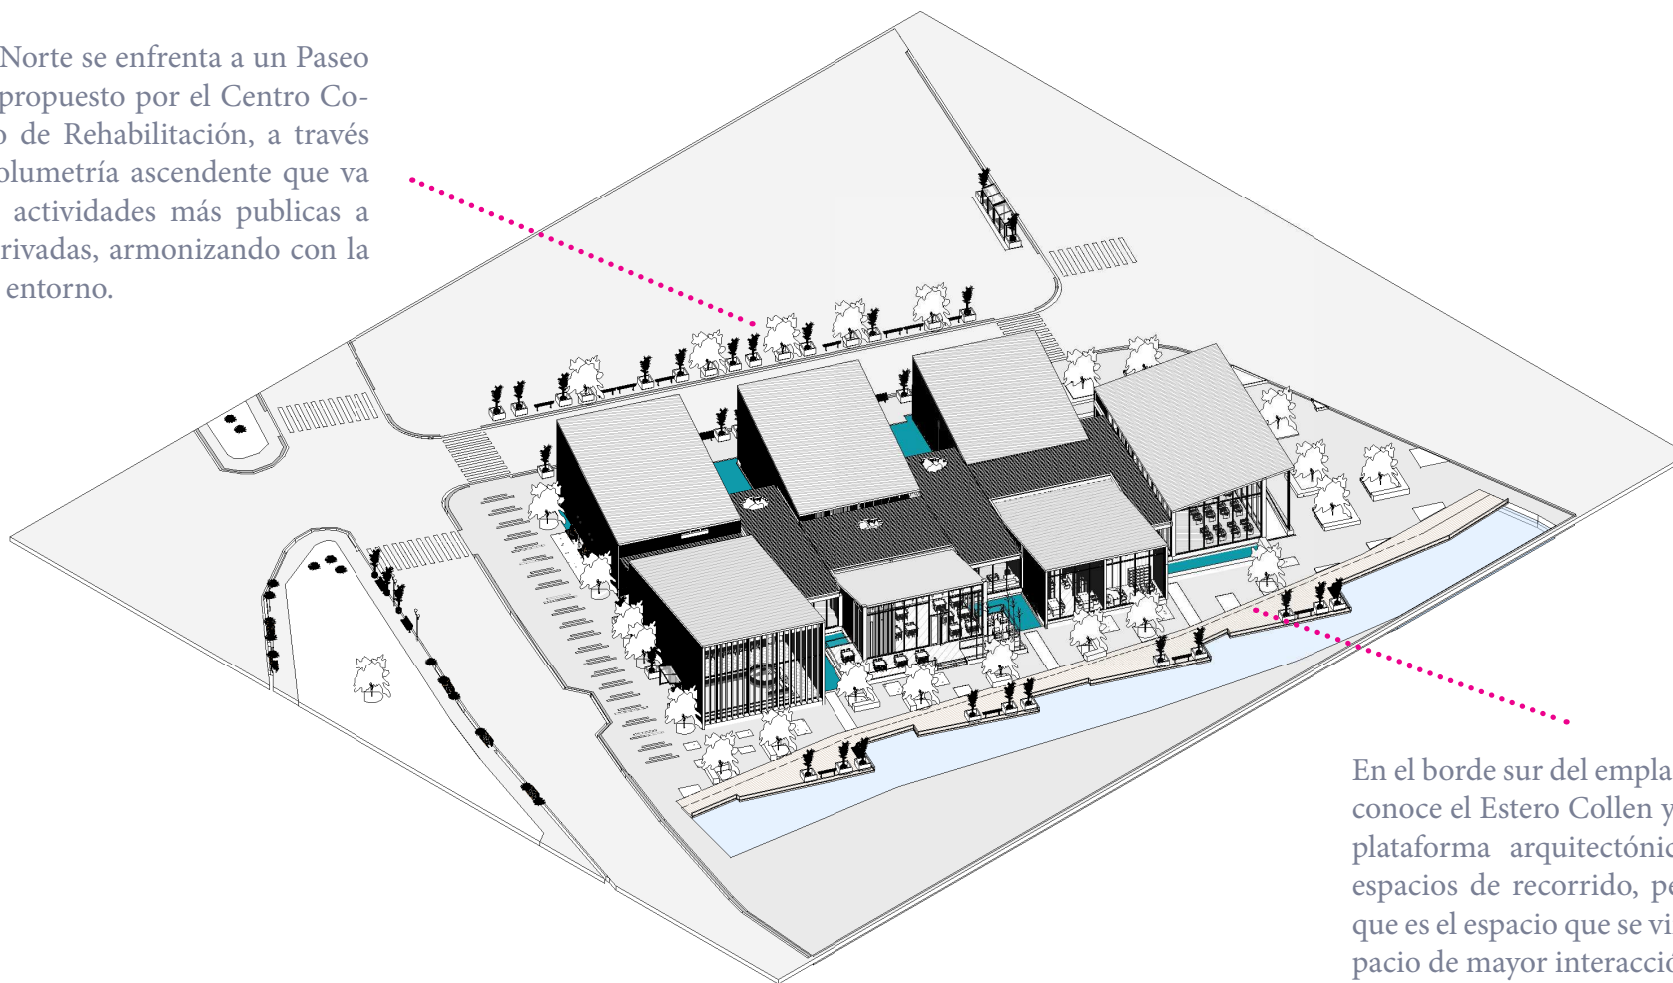 Norte se enfrenta a un Paseo
propuesto por el Centro Co-
o de Rehabilitación, a través
olumetría ascendente que va
actividades más publicas a
rivadas, armonizando con la
entorno.
En el borde sur del empla
conoce el Estero Collen y
plataforma arquitectónic
espacios de recorrido, pe
que es el espacio que se vi
pacio de mayor interacció